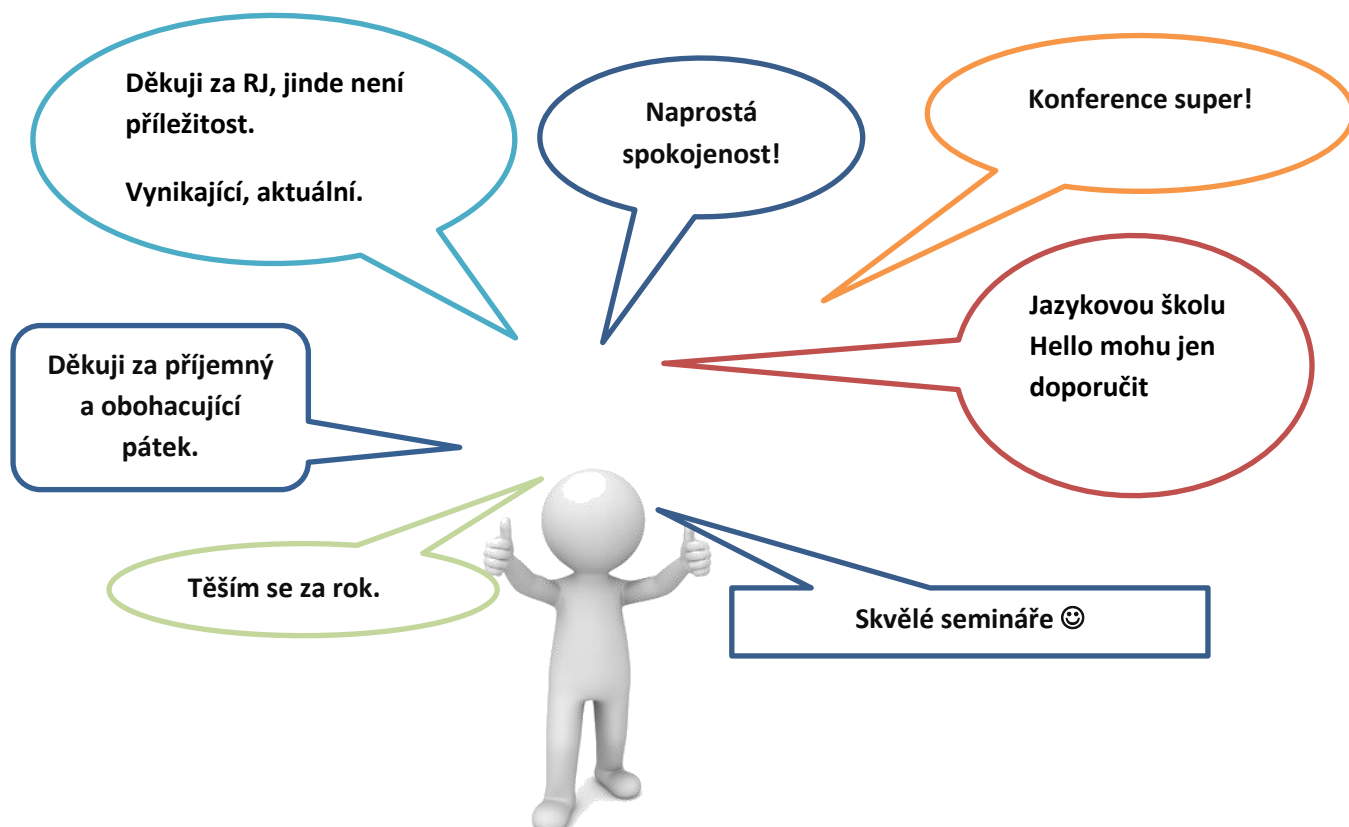 Děkuji za RJ, jinde není
příležitost.
Vynikající, aktuální.
Naprostá
spokojenost!
Konference super!
Jazykovou školu
Hello mohu jen
doporučit
Děkuji za příjemný
a obohacující
pátek.
Těším se za rok.
Skvělé semináře ☺